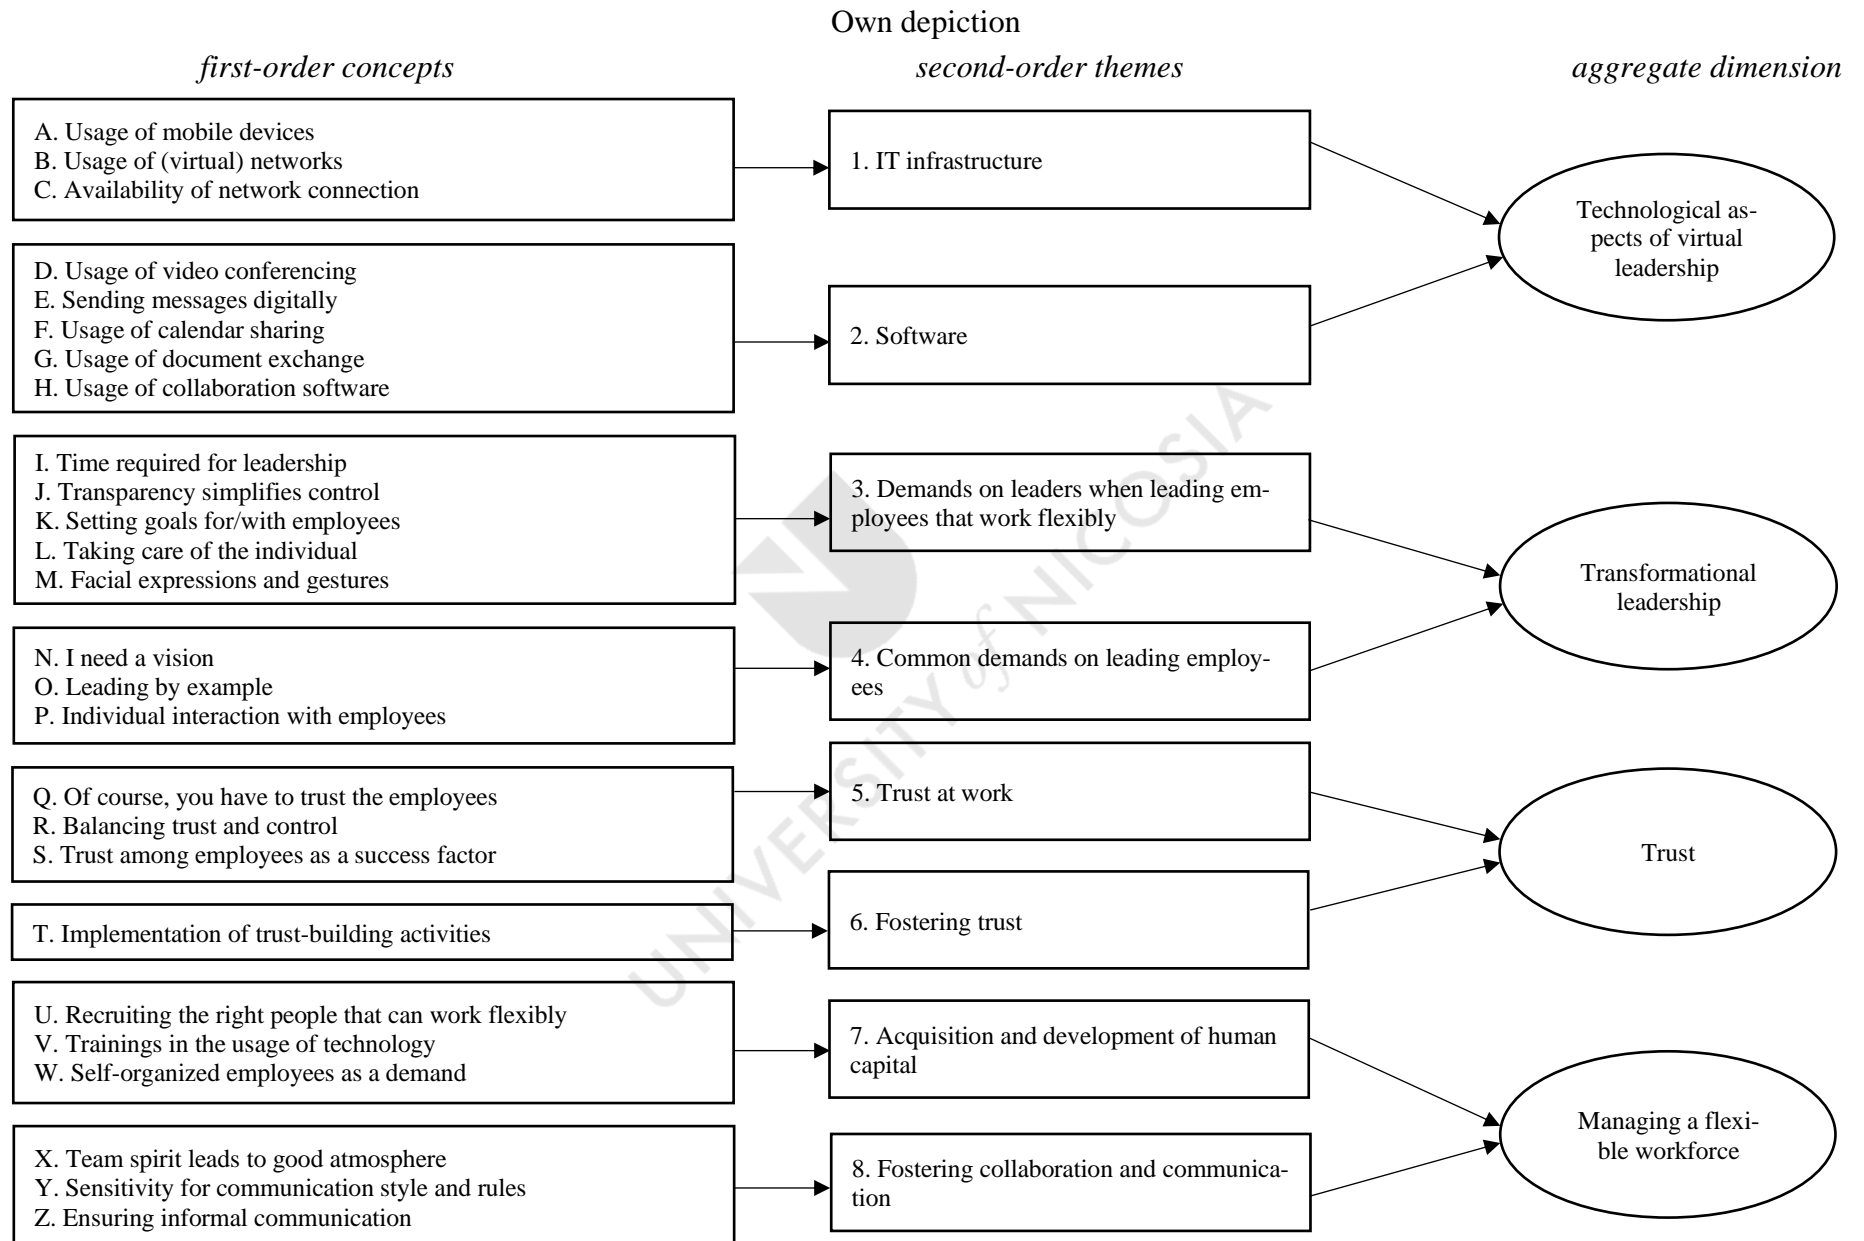 Own depiction
first-order concepts
second-order themes
aggregate dimension
A. Usage of mobile devices
B. Usage of (virtual) networks
C. Availability of network connection
1. IT infrastructure
Technological as-
pects of virtual
leadership
D. Usage of video conferencing
E. Sending messages digitally
F. Usage of calendar sharing
G. Usage of document exchange
H. Usage of collaboration software
2. Software
I. Time required for leadership
J. Transparency simplifies control
K. Setting goals for/with employees
L. Taking care of the individual
M. Facial expressions and gestures
3. Demands on leaders when leading em-
ployees that work flexibly
Transformational
leadership
N. I need a vision
O. Leading by example
P. Individual interaction with employees
4. Common demands on leading employ-
ees
Q. Of course, you have to trust the employees
R. Balancing trust and control
S. Trust among employees as a success factor
5. Trust at work
Trust
T. Implementation of trust-building activities
6. Fostering trust
U. Recruiting the right people that can work flexibly
V. Trainings in the usage of technology
W. Self-organized employees as a demand
7. Acquisition and development of human
capital
Managing a flexi-
ble workforce
X. Team spirit leads to good atmosphere
Y. Sensitivity for communication style and rules
Z. Ensuring informal communication
8. Fostering collaboration and communica-
tion
UNIVERSITY of NICOSIA